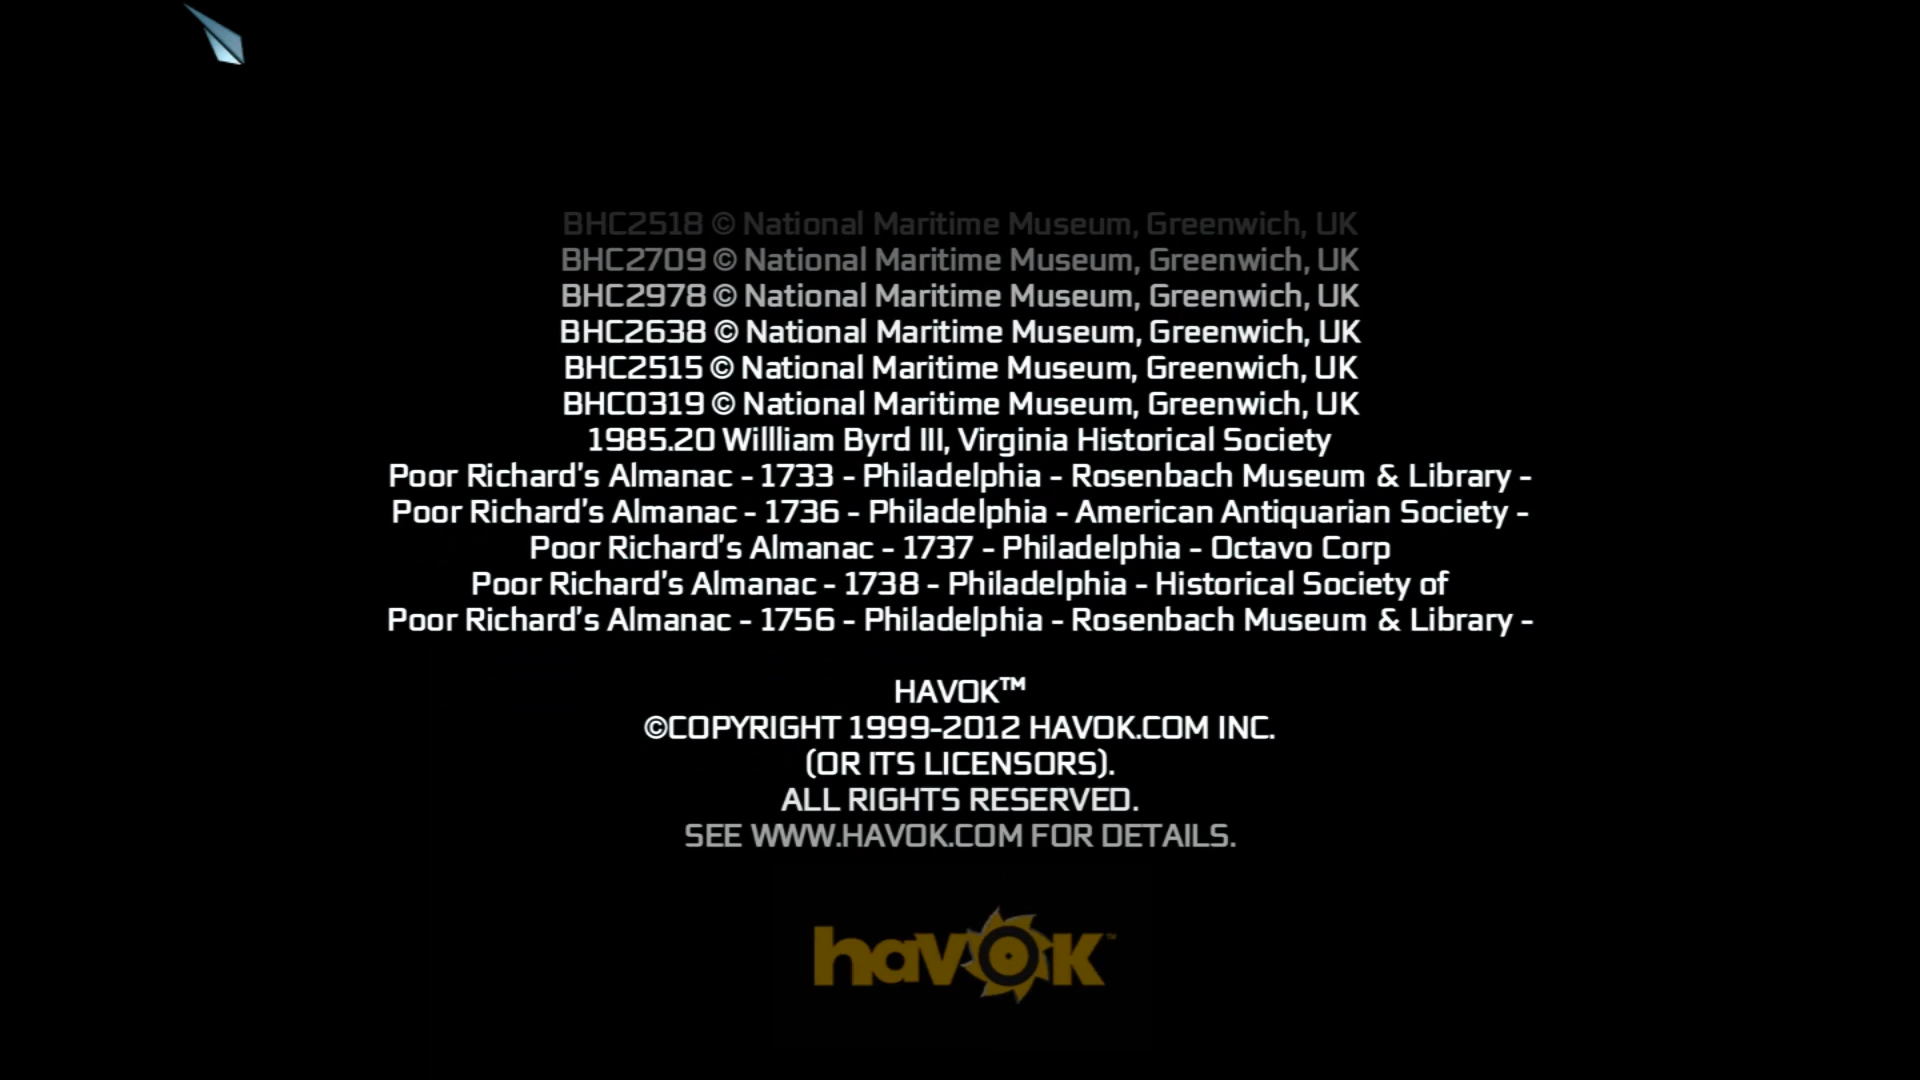 BHC2518 © National Maritime Museum, Greenwich, UK
BHC2709 © National Maritime Museum, Greenwich, UK
BHC2978 © National Maritime Museum, Greenwich, UK
BHC2638 © National Maritime Museum, Greenwich, UK
BHC2515 © National Maritime Museum, Greenwich, UK
BHC0319 © National Maritime Museum, Greenwich, UK
1985.20 Willliam Byrd III, Virginia Historical Society
Poor Richard's Almanac - 1733 - Philadelphia - Rosenbach Museum & Library -
Poor Richard's Almanac - 1736 - Philadelphia - American Antiquarian Society -
Poor Richard's Almanac - 1737 - Philadelphia - Octavo Corp
Poor Richard's Almanac - 1738 - Philadelphia - Historical Society of
Poor Richard's Almanac - 1756 - Philadelphia - Rosenbach Museum & Library -
HAVOK™
©COPYRIGHT 1999-2012 HAVOK.COM INC.
(OR ITS LICENSORS).
ALL RIGHTS RESERVED.
SEE WWW.HAVOK.COM FOR DETAILS.
havok™